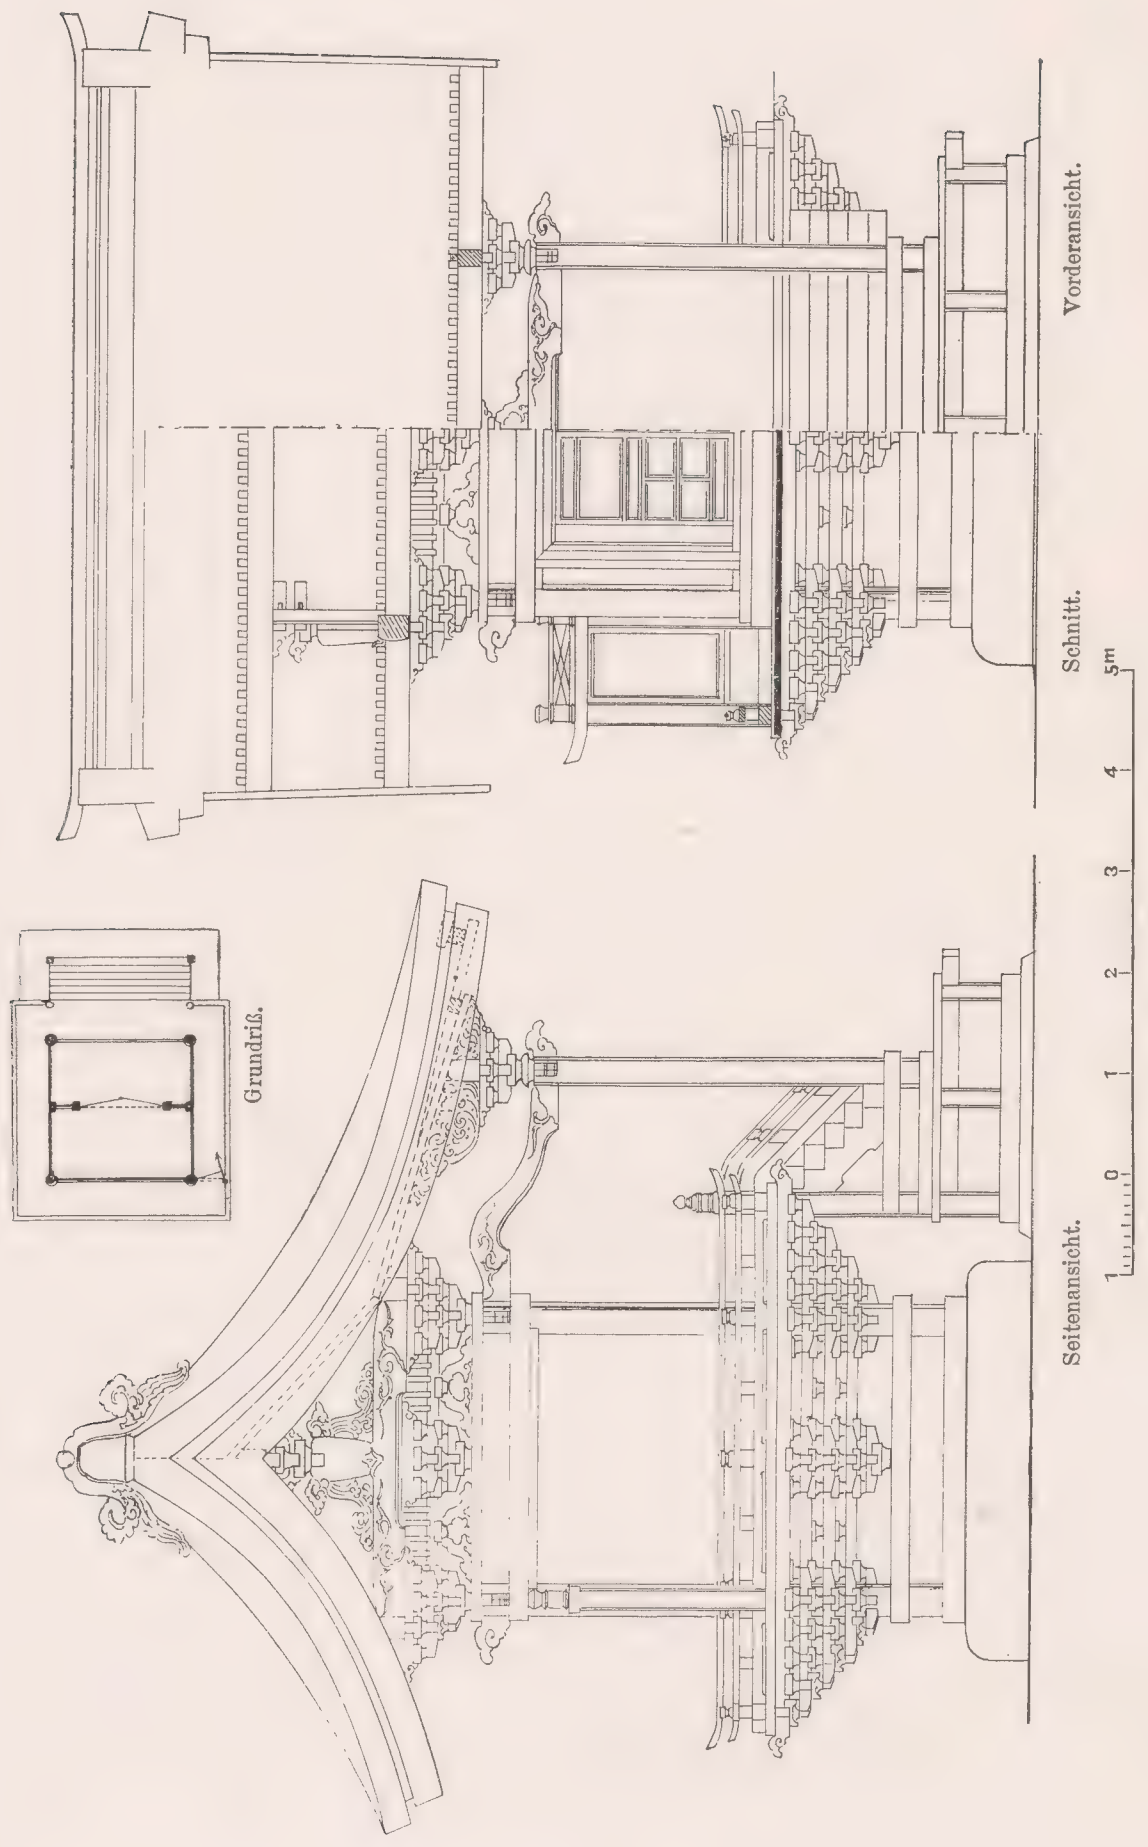 Grundriß.
Seitenansicht.
Schnitt.
Vorderansicht.
1 0 1 2 3 4 5m